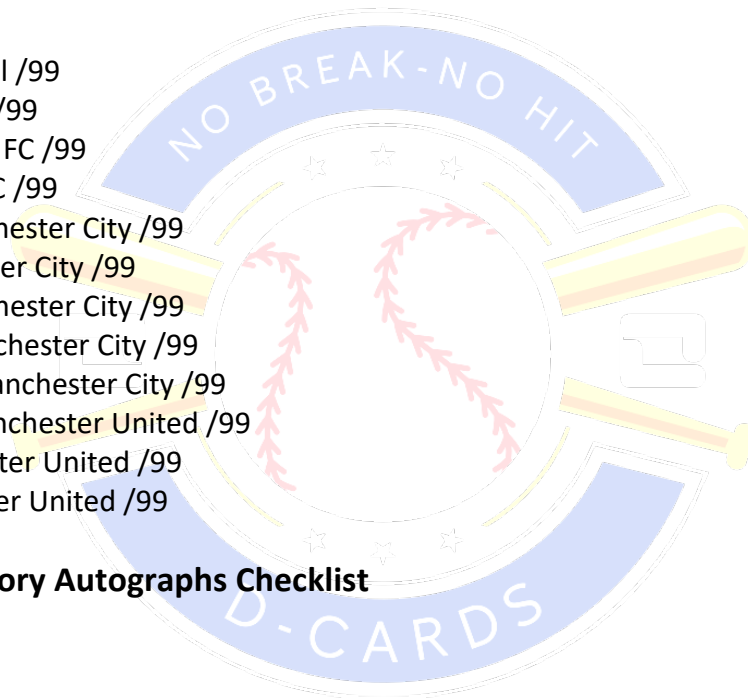 l /99
/99
FC /99
C /99
hester City /99
er City /99
hester City /99
chester City /99
anchester City /99
nchester United /99
ter United /99
er United /99
ory Autographs Checklist
NO BREAK-NO HIT
D-CARDS